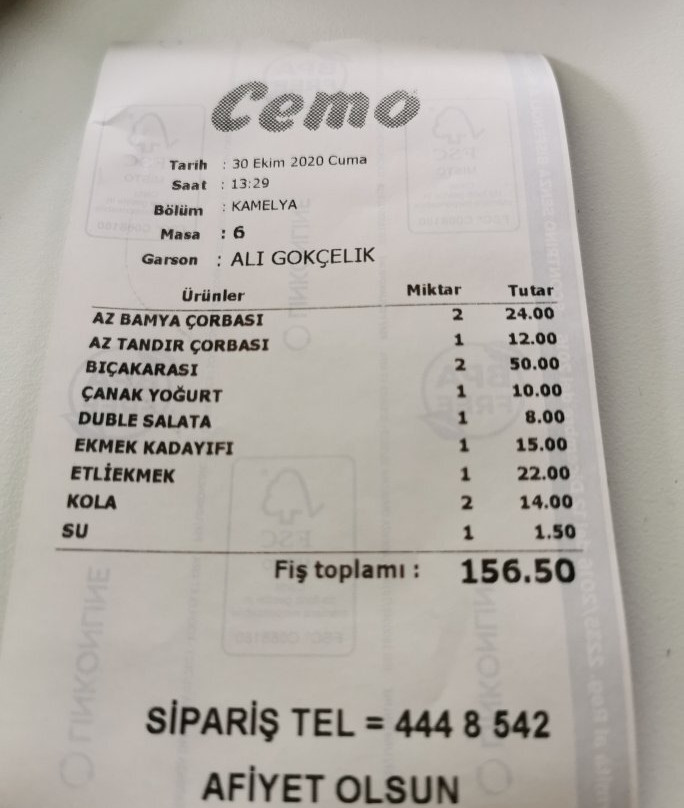 Cemo
Tarih : 30 Ekim 2020 Cuma
Saat : 13:29
Bölüm : KAMELYA
Masa : 6
Garson : ALI GOKÇELIK
Ürünler Miktar Tutar
AZ BAMYA ÇORBASI 2 24.00
AZ TANDIR ÇORBASI 1 12.00
BIÇAKARASI 2 50.00
ÇANAK YOĞURT 1 10.00
DUBLE SALATA 1 8.00
EKMEK KADAYIFI 1 15.00
ETLİEKMEK 1 22.00
KOLA 2 14.00
SU 1 1.50
Fiş toplamı : 156.50
SİPARİŞ TEL = 444 8 542
AFİYET OLSUN
LINKONLINE
LINKONLINE
LINKONLINE
FSC